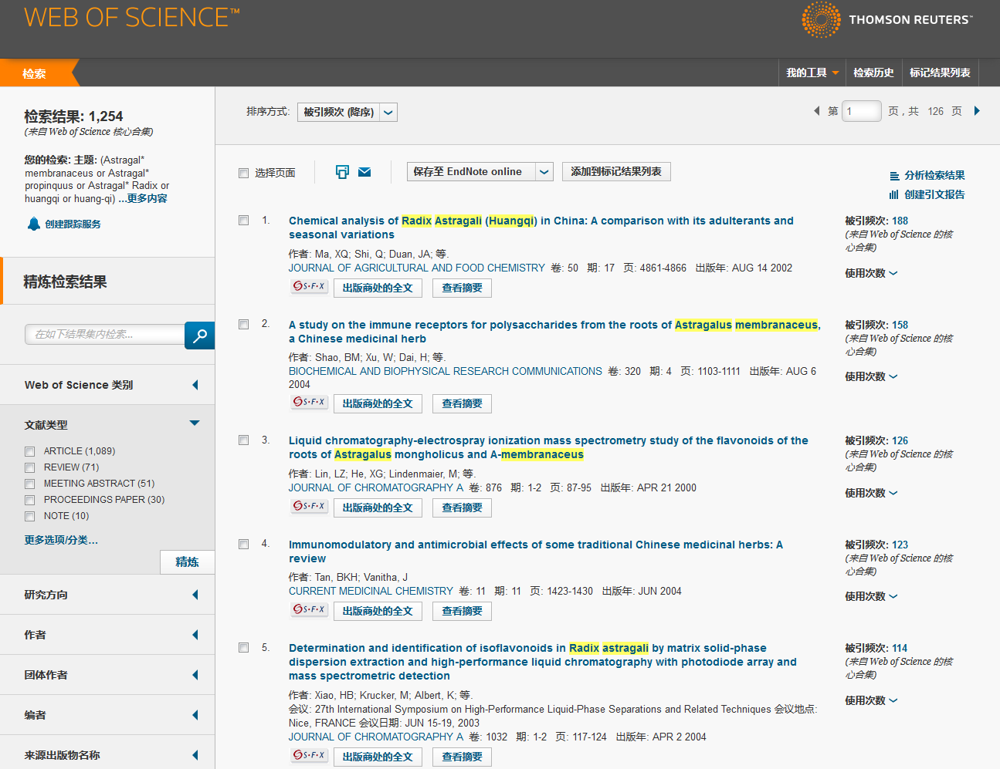 WEB OF SCIENCE™
THOMSON REUTERS™
检索
我的工具
检索历史
标记结果列表
检索结果: 1,254
(来自 Web of Science 核心合集)
您的检索: 主题: (Astragal*
membranaceus or Astragal*
propinquus or Astragal* Radix or
huangqi or huang-qi) ...更多内容
创建跟踪服务
精炼检索结果
在如下结果集内检索...
Web of Science 类别
文献类型
ARTICLE (1,089)
REVIEW (71)
MEETING ABSTRACT (51)
PROCEEDINGS PAPER (30)
NOTE (10)
更多选项/分类...
精炼
研究方向
作者
团体作者
编者
来源出版物名称
排序方式: 被引频次 (降序)
第 1 页 , 共 126 页
选择页面
保存至 EndNote online
添加到标记结果列表
分析检索结果
创建引文报告
1. Chemical analysis of Radix Astragali (Huangqi) in China: A comparison with its adulterants and
seasonal variations
作者: Ma, XQ; Shi, Q; Duan, JA; 等.
JOURNAL OF AGRICULTURAL AND FOOD CHEMISTRY 卷: 50 期: 17 页: 4861-4866 出版年: AUG 14 2002
S·F·X 出版商处的全文 查看摘要
被引频次: 188
(来自 Web of Science 的核
心合集)
使用次数
2. A study on the immune receptors for polysaccharides from the roots of Astragalus membranaceus,
a Chinese medicinal herb
作者: Shao, BM; Xu, W; Dai, H; 等.
BIOCHEMICAL AND BIOPHYSICAL RESEARCH COMMUNICATIONS 卷: 320 期: 4 页: 1103-1111 出版年: AUG 6
2004
S·F·X 出版商处的全文 查看摘要
被引频次: 158
(来自 Web of Science 的核
心合集)
使用次数
3. Liquid chromatography-electrospray ionization mass spectrometry study of the flavonoids of the
roots of Astragalus mongholicus and A-membranaceus
作者: Lin, LZ; He, XG; Lindenmaier, M; 等.
JOURNAL OF CHROMATOGRAPHY A 卷: 876 期: 1-2 页: 87-95 出版年: APR 21 2000
S·F·X 出版商处的全文 查看摘要
被引频次: 126
(来自 Web of Science 的核
心合集)
使用次数
4. Immunomodulatory and antimicrobial effects of some traditional Chinese medicinal herbs: A
review
作者: Tan, BKH; Vanitha, J
CURRENT MEDICINAL CHEMISTRY 卷: 11 期: 11 页: 1423-1430 出版年: JUN 2004
S·F·X 出版商处的全文 查看摘要
被引频次: 123
(来自 Web of Science 的核
心合集)
使用次数
5. Determination and identification of isoflavonoids in Radix astragali by matrix solid-phase
dispersion extraction and high-performance liquid chromatography with photodiode array and
mass spectrometric detection
作者: Xiao, HB; Krucker, M; Albert, K; 等.
会议: 27th International Symposium on High-Performance Liquid-Phase Separations and Related Techniques 会议地点:
Nice, FRANCE 会议日期: JUN 15-19, 2003
JOURNAL OF CHROMATOGRAPHY A 卷: 1032 期: 1-2 页: 117-124 出版年: APR 2 2004
S·F·X 出版商处的全文 查看摘要
被引频次: 114
(来自 Web of Science 的核
心合集)
使用次数